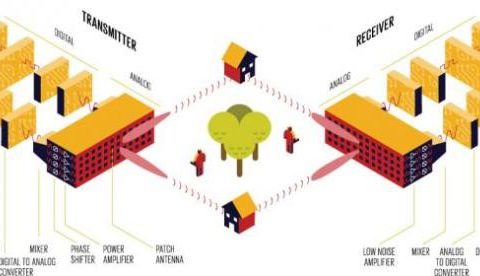 TRANSMITTER
DIGITAL
ANALOG
RECEIVER
DIGITAL
ANALOG
DIGITAL TO ANALOG
CONVERTER
MIXER
PHASE
SHIFTER
POWER
AMPLIFIER
PATCH
ANTENNA
LOW NOISE
AMPLIFIER
MIXER
ANALOG
TO DIGITAL
CONVERTER